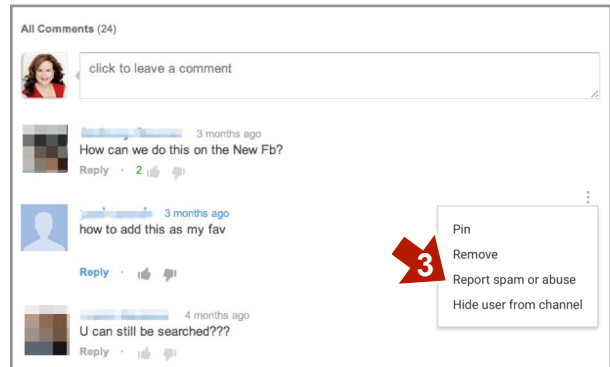 All Comments (24)
click to leave a comment
3 months ago
How can we do this on the New Fb?
Reply · 2
3 months ago
how to add this as my fav
Reply ·
Pin
Remove
3
Report spam or abuse
Hide user from channel
4 months ago
U can still be searched???
Reply ·